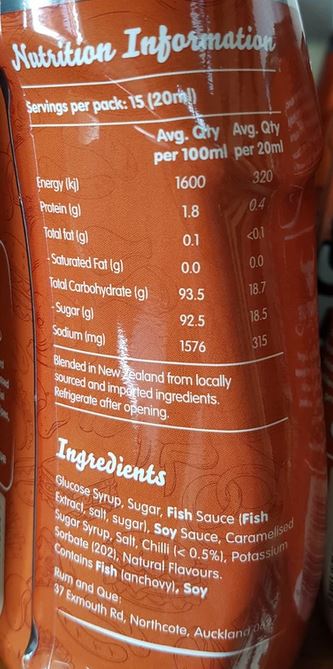 Nutrition Information
Servings per pack: 15 (20ml)
Avg. Qty Avg. Qty
per 100ml per 20ml
Energy (kj) 1600 320
Protein (g) 1.8 0.4
Total fat (g) 0.1 <0.1
- Saturated Fat (g) 0.0 0.0
Total Carbohydrate (g) 93.5 18.7
- Sugar (g) 92.5 18.5
Sodium (mg) 1576 315
Blended in New Zealand from locally
sourced and imported ingredients.
Refrigerate after opening.
Ingredients
Glucose Syrup, Sugar, Fish Sauce (Fish
Extract, salt, sugar), Soy Sauce, Caramelised
Sugar Syrup, Salt, Chilli (< 0.5%), Potassium
Sorbate (202), Natural Flavours.
Contains Fish (anchovy), Soy
Rum and Que:
37 Exmouth Rd, Northcote, Auckland